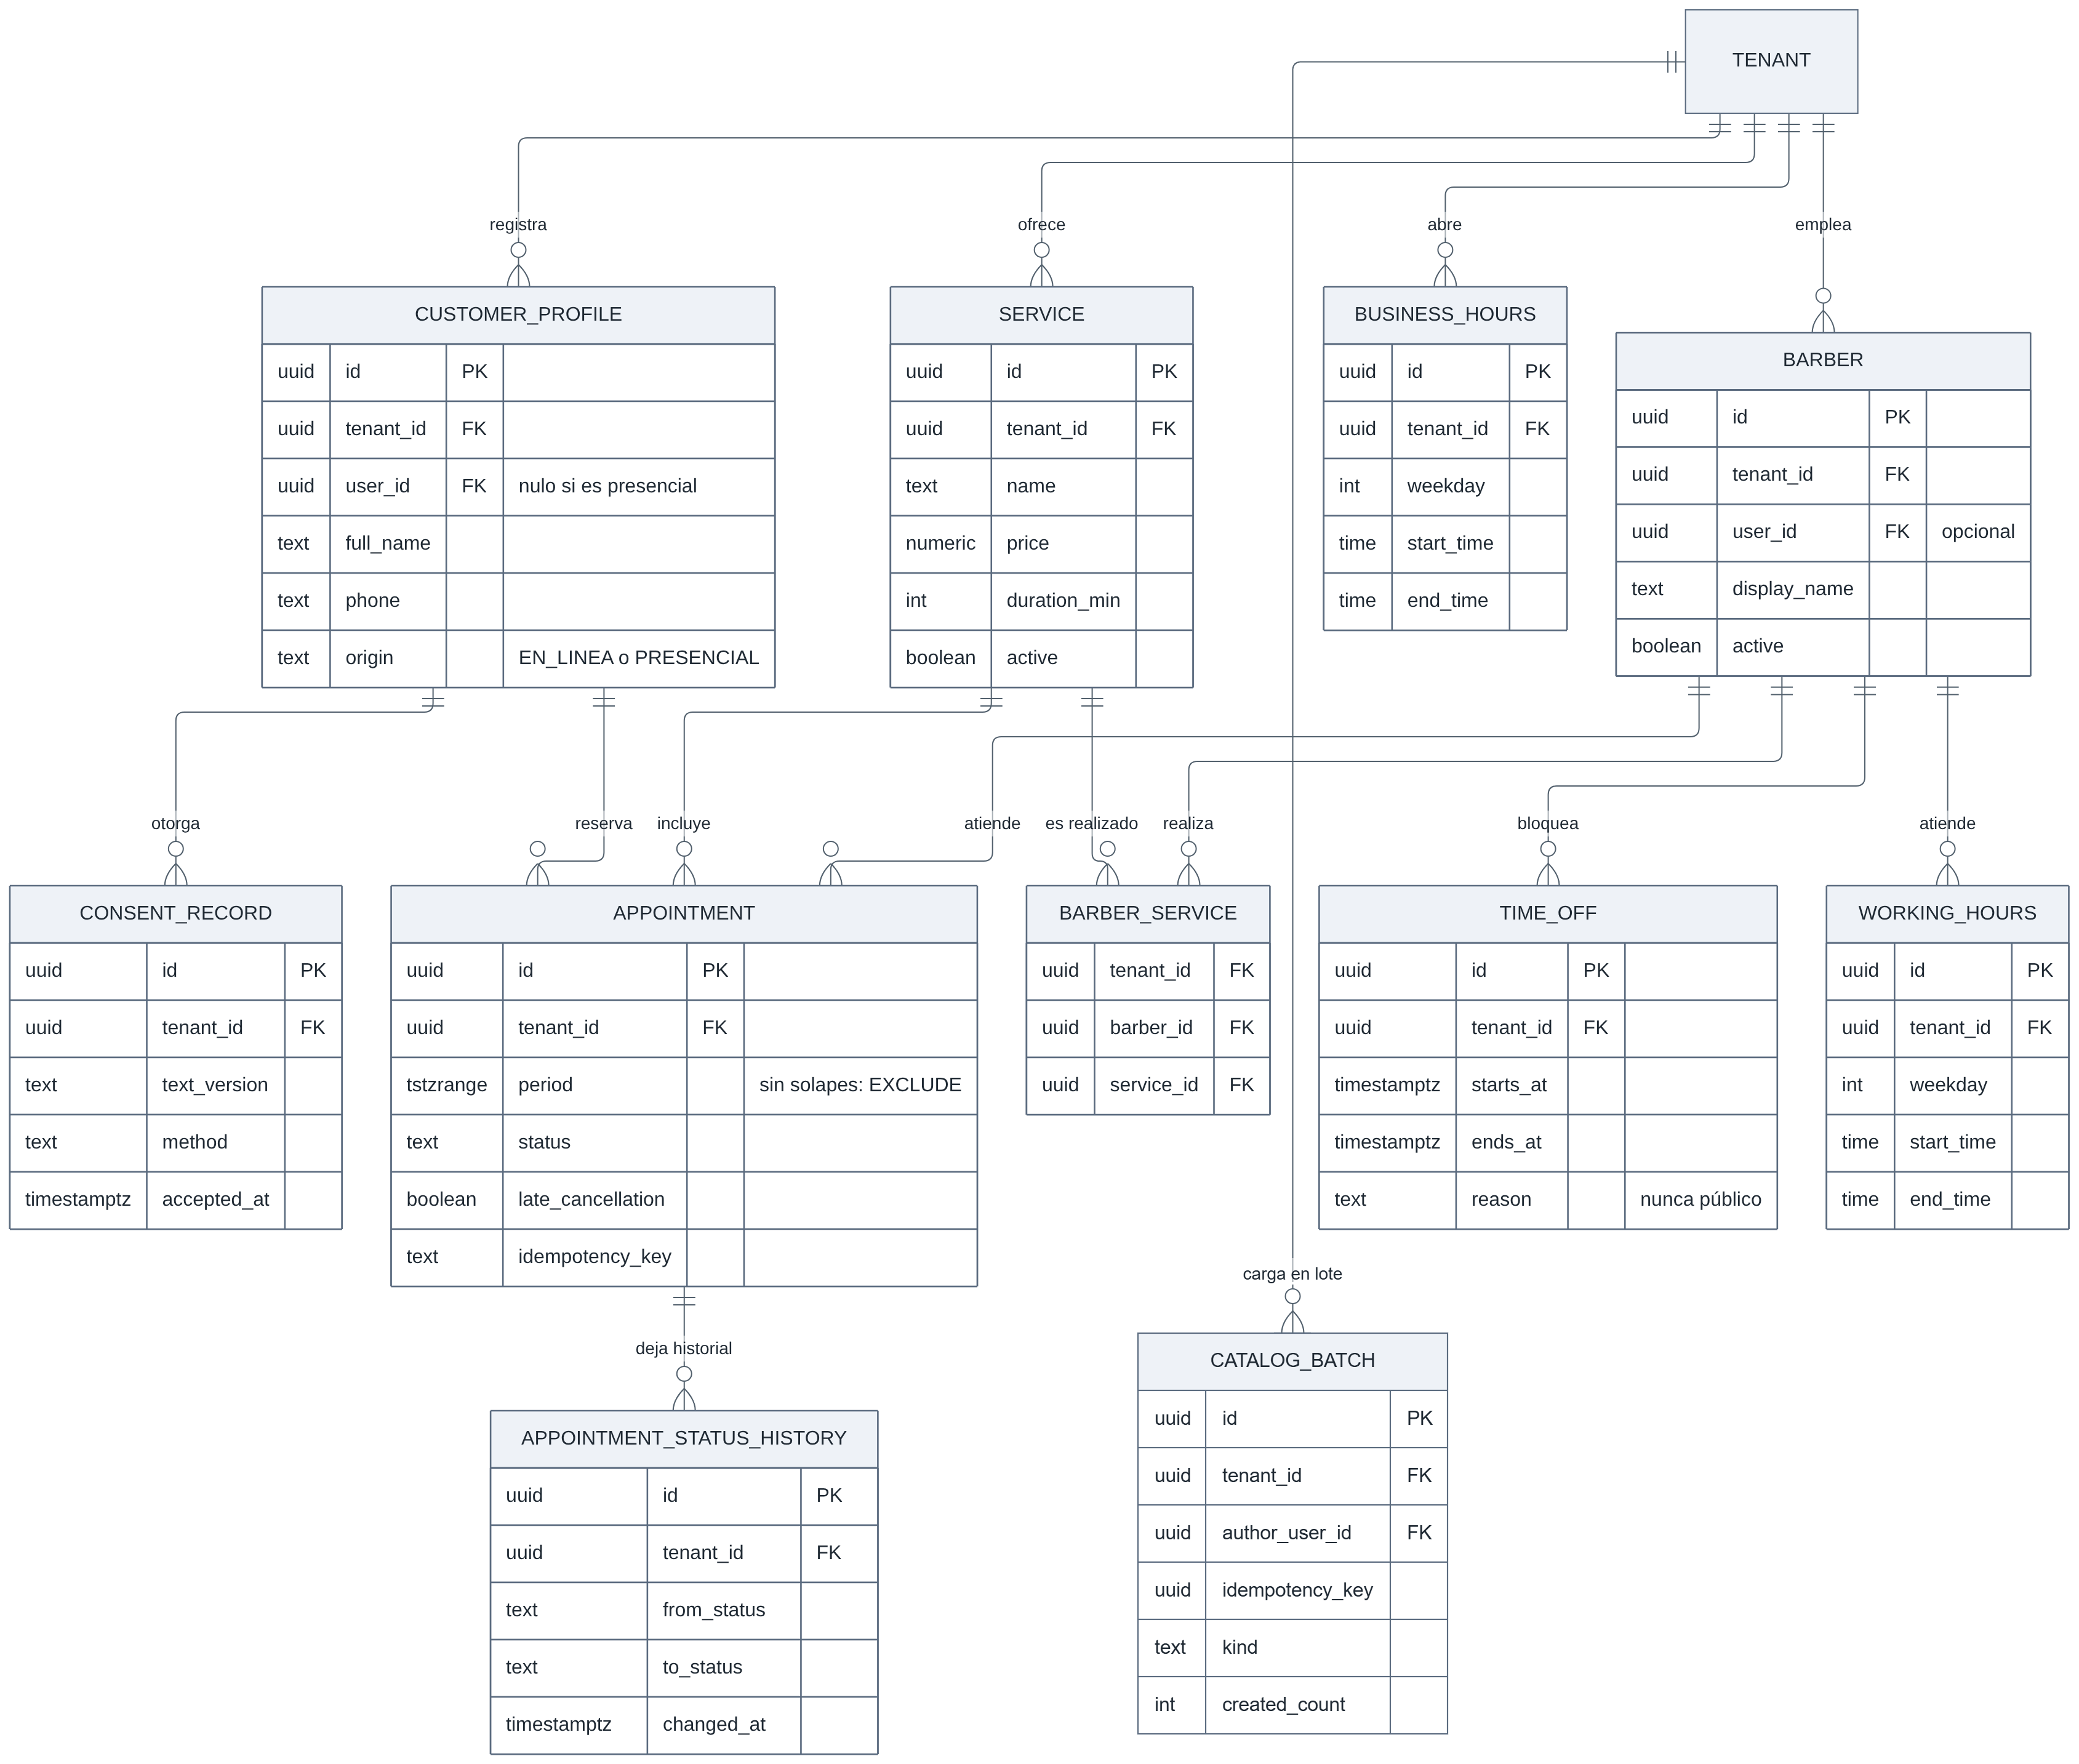 TENANT
registra
ofrece
abre
emplea
CUSTOMER_PROFILE
uuid id PK
uuid tenant_id FK
uuid user_id FK nulo si es presencial
text full_name
text phone
text origin EN_LINEA o PRESENCIAL
SERVICE
uuid id PK
uuid tenant_id FK
text name
numeric price
int duration_min
boolean active
BUSINESS_HOURS
uuid id PK
uuid tenant_id FK
int weekday
time start_time
time end_time
BARBER
uuid id PK
uuid tenant_id FK
uuid user_id FK opcional
text display_name
boolean active
otorga
reserva
incluye
atiende
es realizado
realiza
bloquea
atiende
CONSENT_RECORD
uuid id PK
uuid tenant_id FK
text text_version
text method
timestamptz accepted_at
APPOINTMENT
uuid id PK
uuid tenant_id FK
tstzrange period sin solapes: EXCLUDE
text status
boolean late_cancellation
text idempotency_key
BARBER_SERVICE
uuid tenant_id FK
uuid barber_id FK
uuid service_id FK
TIME_OFF
uuid id PK
uuid tenant_id FK
timestamptz starts_at
timestamptz ends_at
text reason nunca público
WORKING_HOURS
uuid id PK
uuid tenant_id FK
int weekday
time start_time
time end_time
carga en lote
deja historial
CATALOG_BATCH
uuid id PK
uuid tenant_id FK
uuid author_user_id FK
uuid idempotency_key
text kind
int created_count
APPOINTMENT_STATUS_HISTORY
uuid id PK
uuid tenant_id FK
text from_status
text to_status
timestamptz changed_at